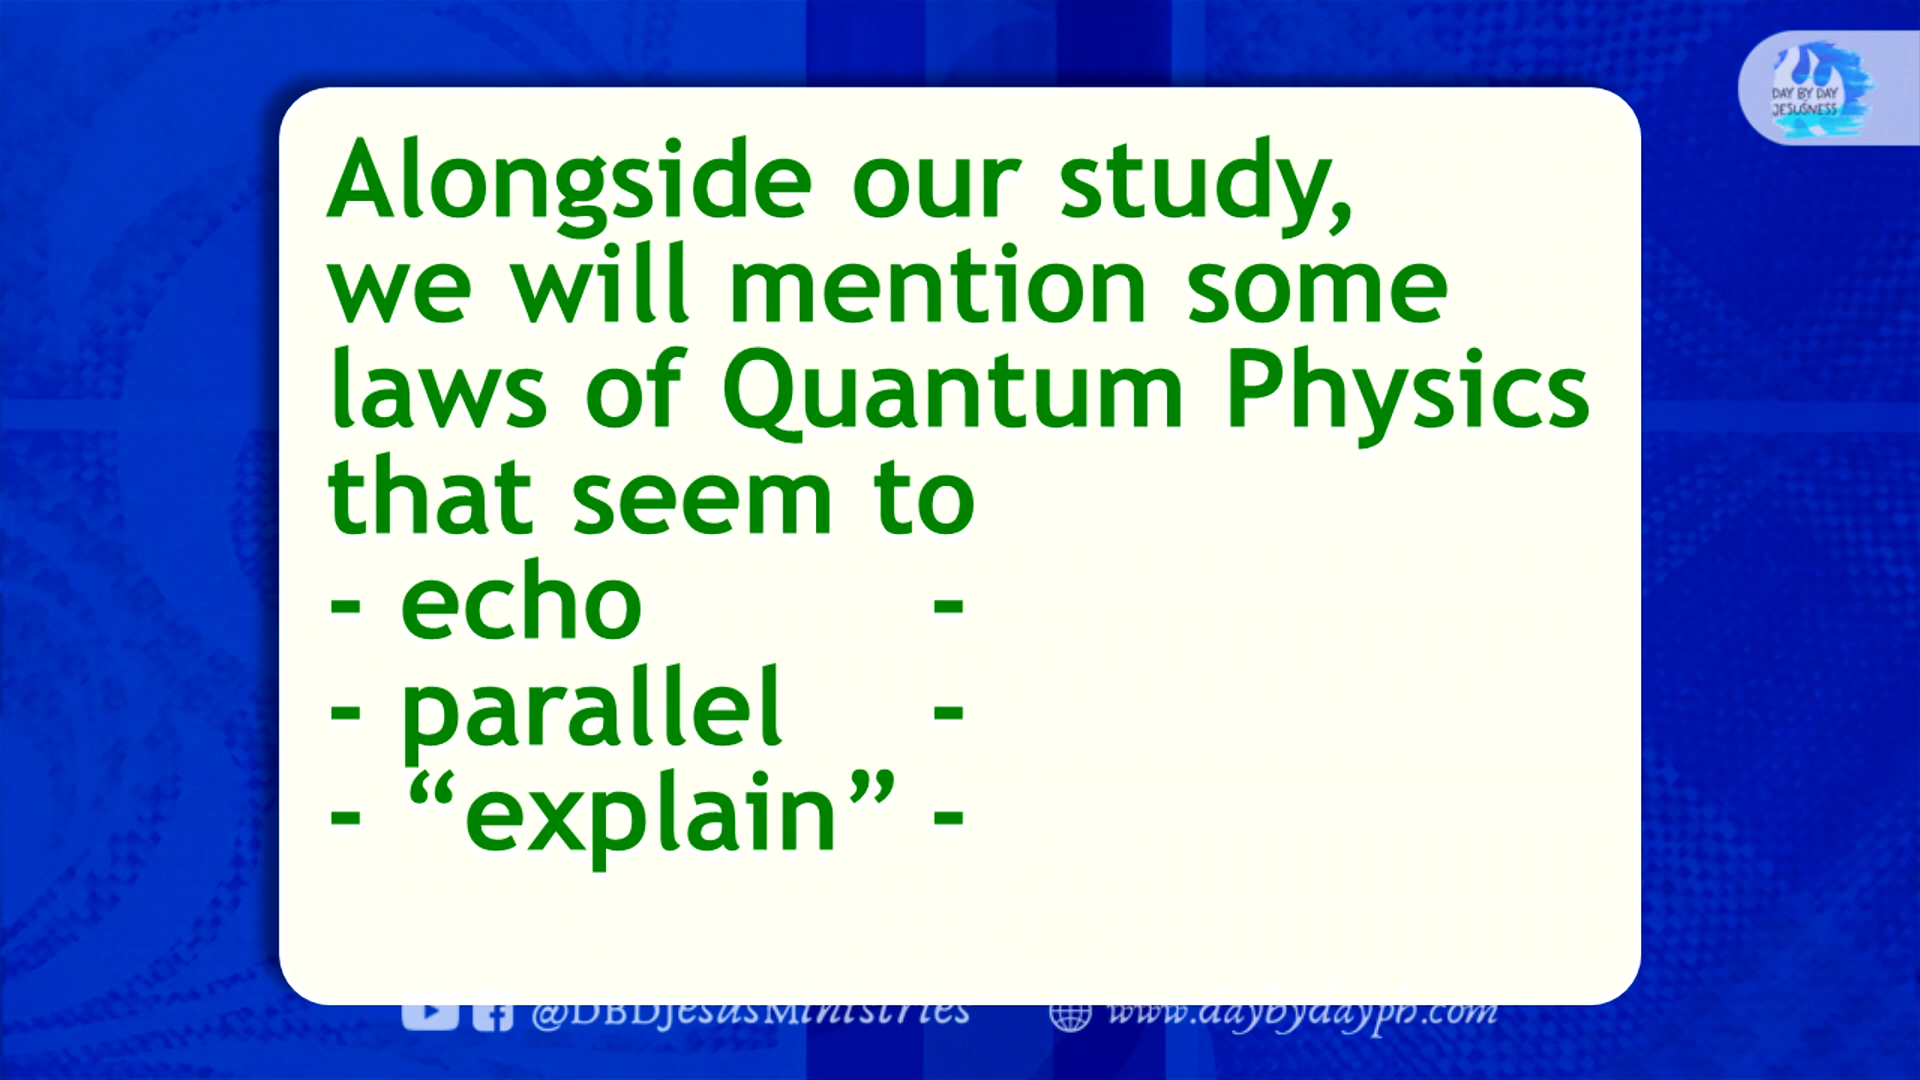 DAY BY DAY
JESUSNESS
Alongside our study,
we will mention some
laws of Quantum Physics
that seem to
- echo -
- parallel -
- “explain” -
@DBDJesusMinistries www.daybydayph.com